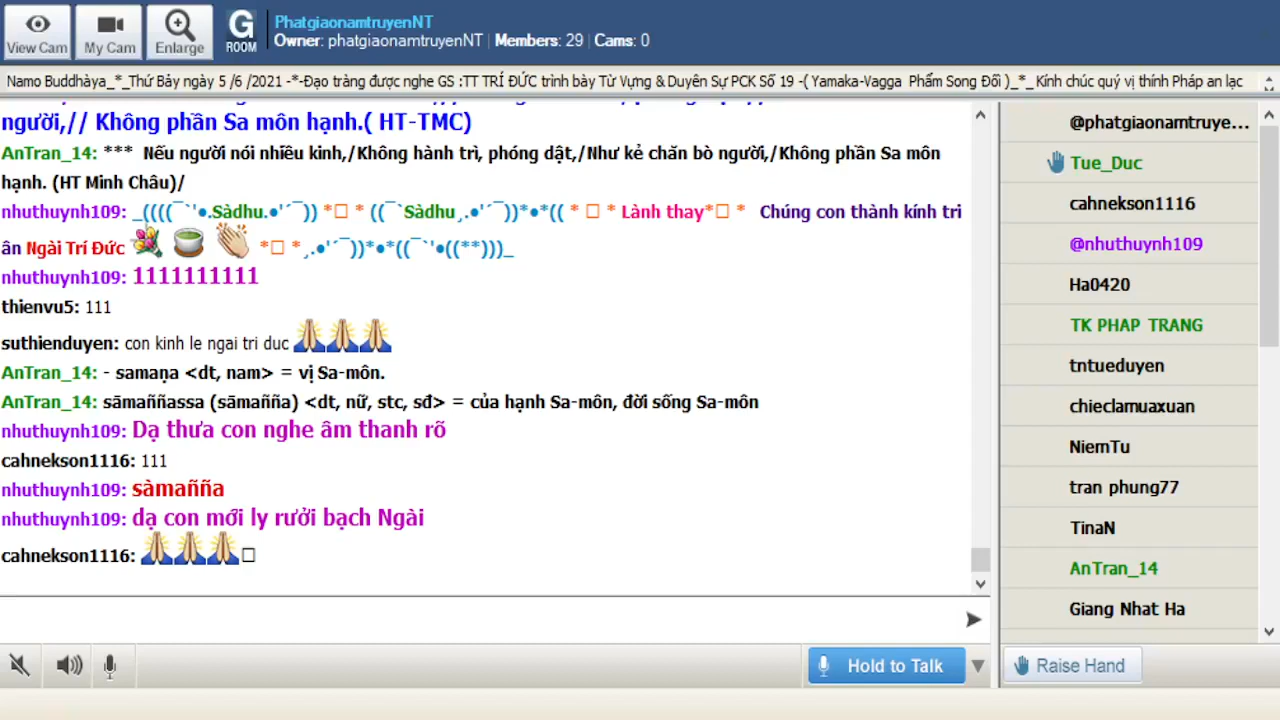 View Cam
My Cam
Enlarge
G
ROOM
PhatgiaonamtruyenNT
Owner: phatgiaonamtruyenNT | Members: 29 | Cams: 0
Namo Buddhàya_*_Thứ Bảy ngày 5 /6 /2021 -*-Đạo tràng được nghe GS :TT TRÍ ĐỨC trình bày Từ Vựng & Duyên Sự PCK Số 19 -( Yamaka-Vagga Phẩm Song Đối )_*_ Kính chúc quý vị thính Pháp an lạc
người,// Không phần Sa môn hạnh.( HT-TMC)
AnTran_14: *** Nếu người nói nhiều kinh,/Không hành trì, phóng dật,/Như kẻ chăn bò người,/Không phần Sa môn
hạnh. (HT Minh Châu)/
nhuthuynh109: _((((¯`'•.Sàdhu.•'´¯)) *□ * ((¯`Sàdhu¸.•'´¯))*•*(( * □ * Lành thay*□ * Chúng con thành kính tri
ân Ngài Trí Đức *□ *¸.•'´¯))*•*((¯`'•((**)))_
nhuthuynh109: 1111111111
thienvu5: 111
suthienduyen: con kinh le ngai tri duc 🙏🙏🙏
AnTran_14: - samaṇa <dt, nam> = vị Sa-môn.
AnTran_14: sāmaññassa (sāmañña) <dt, nữ, stc, sđ> = của hạnh Sa-môn, đời sống Sa-môn
nhuthuynh109: Dạ thưa con nghe âm thanh rõ
cahnekson1116: 111
nhuthuynh109: sàmañña
nhuthuynh109: dạ con mới ly rưởi bạch Ngài
cahnekson1116: 🙏🙏🙏□
Hold to Talk
@phatgiaonamtruye...
Tue_Duc
cahnekson1116
@nhuthuynh109
Ha0420
TK PHAP TRANG
tntueduyen
chieclamuaxuan
NiemTu
tran phung77
TinaN
AnTran_14
Giang Nhat Ha
Raise Hand